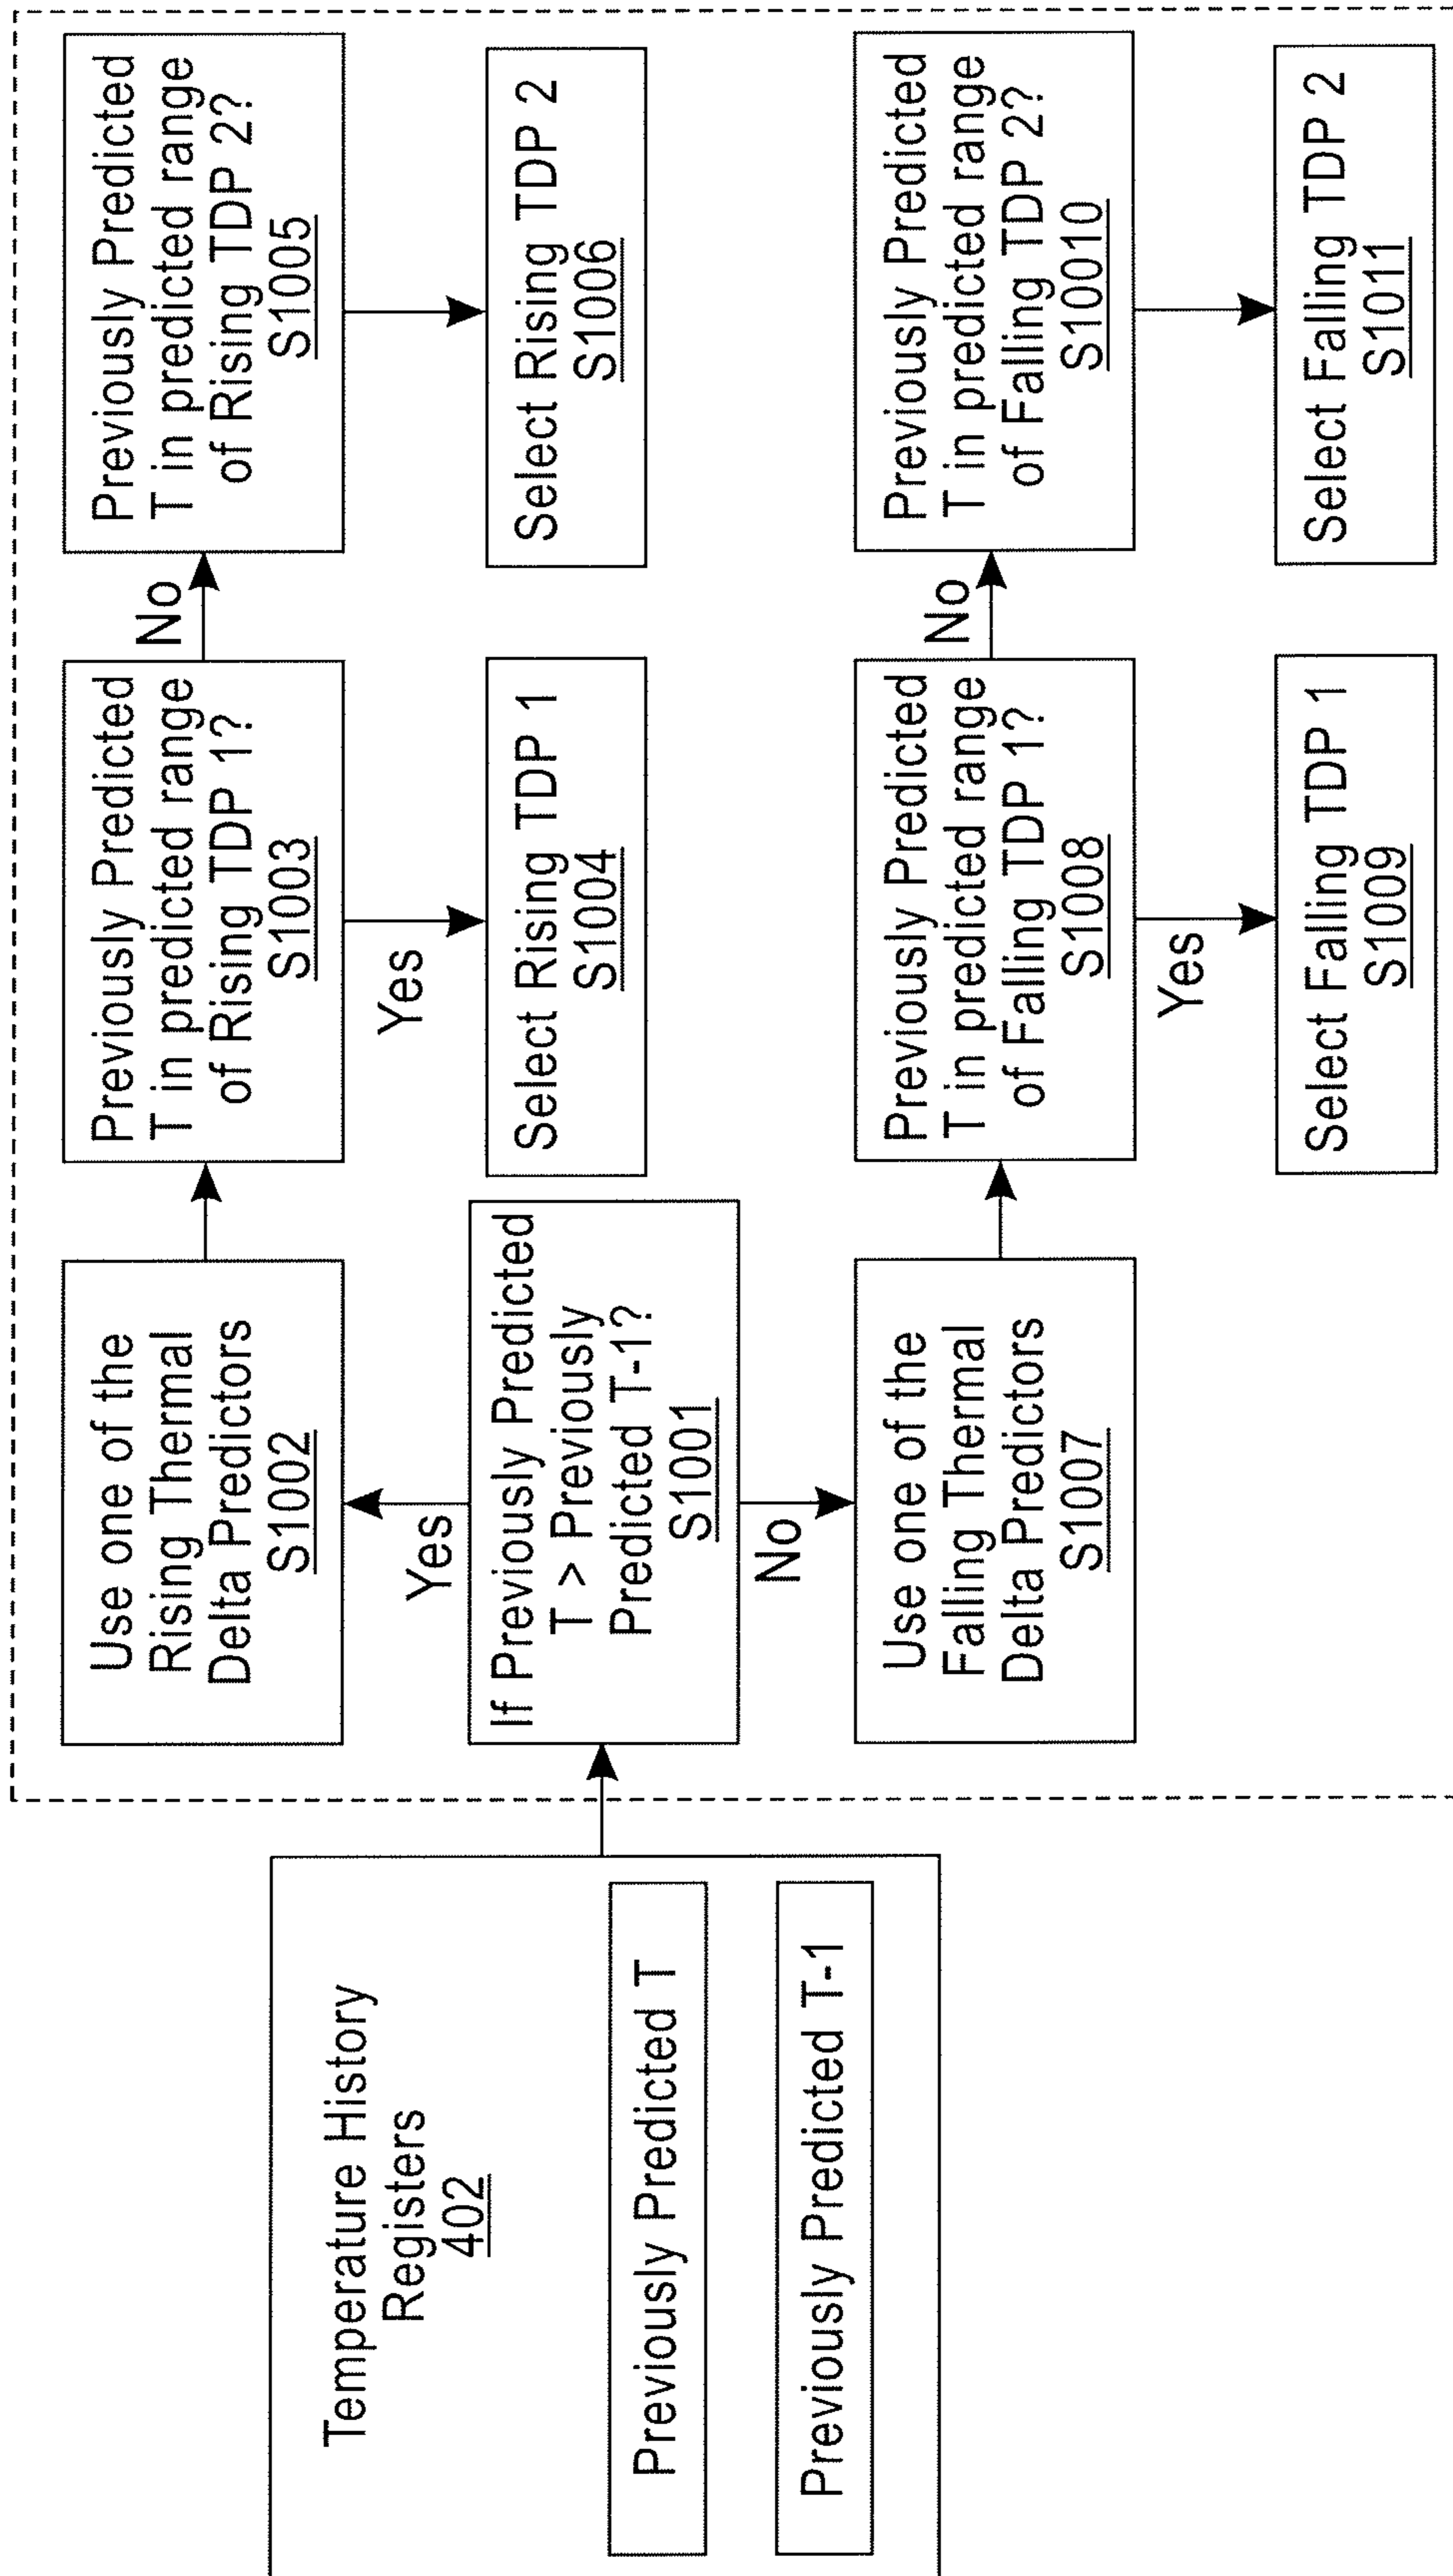 Temperature History
Registers
402
Previously Predicted T
Previously Predicted T-1
If Previously Predicted
T > Previously
Predicted T-1?
S1001
Yes
No
Use one of the
Rising Thermal
Delta Predictors
S1002
Previously Predicted
T in predicted range
of Rising TDP 1?
S1003
Yes
No
Select Rising TDP 1
S1004
Previously Predicted
T in predicted range
of Rising TDP 2?
S1005
Select Rising TDP 2
S1006
Use one of the
Falling Thermal
Delta Predictors
S1007
Previously Predicted
T in predicted range
of Falling TDP 1?
S1008
Yes
No
Select Falling TDP 1
S1009
Previously Predicted
T in predicted range
of Falling TDP 2?
S10010
Select Falling TDP 2
S1011